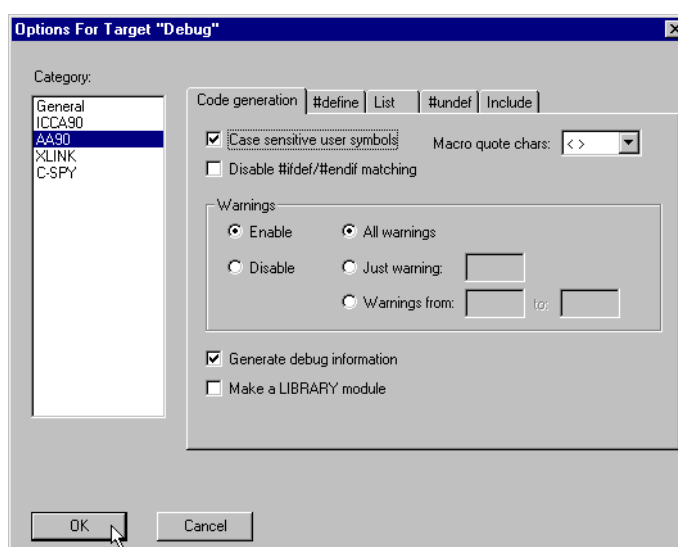 Options For Target "Debug"
Category:
General
ICCA90
AA90
XLINK
C-SPY
Code generation #define List #undef Include
Case sensitive user symbols Macro quote chars: < >
Disable #ifdef/#endif matching
Warnings
Enable All warnings
Disable Just warning:
Warnings from: to:
Generate debug information
Make a LIBRARY module
OK Cancel